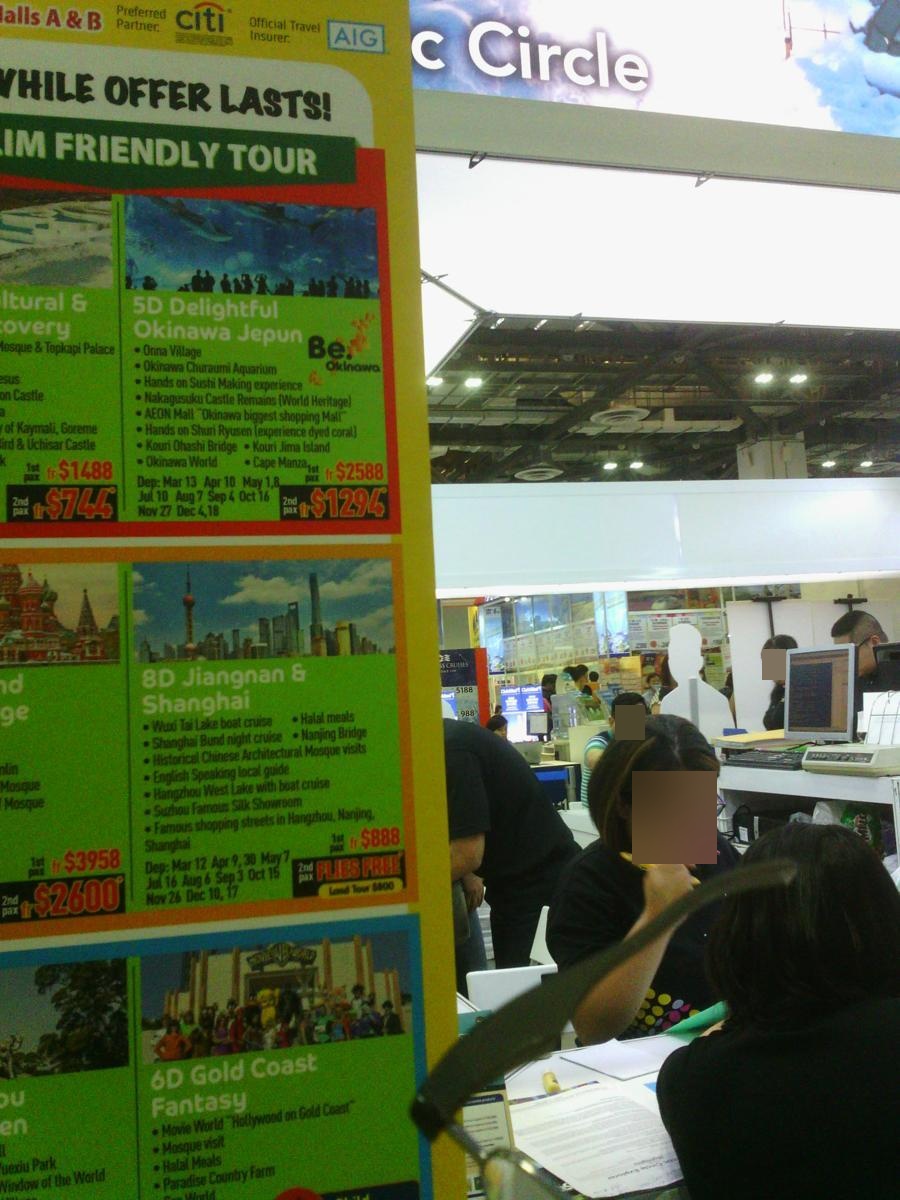 Halls A & B
Preferred Partner:
citi
Official Travel Insurer:
AIG
c Circle
WHILE OFFER LASTS!
LIM FRIENDLY TOUR
ltural &
covery
Mosque & Topkapi Palace
esus
on Castle
a
y of Kaymali, Goreme
Bird & Uchisar Castle
k
1st pax fr $1488
2nd pax fr $744*
5D Delightful
Okinawa Jepun
Be. Okinawa
• Onna Village
• Okinawa Churaumi Aquarium
• Hands on Sushi Making experience
• Nakagusuku Castle Remains (World Heritage)
• AEON Mall "Okinawa biggest shopping Mall"
• Hands on Shuri Ryusen (experience dyed coral)
• Kouri Ohashi Bridge • Kouri Jima Island
• Okinawa World • Cape Manza
1st pax fr $2588
Dep: Mar 13 Apr 10 May 1,8
Jul 10 Aug 7 Sep 4 Oct 16
Nov 27 Dec 4,18
2nd pax fr $1294*
nd
ge
mlin
Mosque
f Mosque
1st pax fr $3958
2nd pax fr $2600*
8D Jiangnan &
Shanghai
• Wuxi Tai Lake boat cruise • Halal meals
• Shanghai Bund night cruise • Nanjing Bridge
• Historical Chinese Architectural Mosque visits
• English Speaking local guide
• Hangzhou West Lake with boat cruise
• Suzhou Famous Silk Showroom
• Famous shopping streets in Hangzhou, Nanjing,
Shanghai
1st pax fr $888
Dep: Mar 12 Apr 9, 30 May 7
Jul 16 Aug 6 Sep 3 Oct 15
Nov 26 Dec 10, 17
2nd pax FLIES FREE*
Land Tour $800
ou
en
ll
Yuexiu Park
Window of the World
6D Gold Coast
Fantasy
• Movie World "Hollywood on Gold Coast"
• Mosque visit
• Halal Meals
• Paradise Country Farm
World
Child
CRUISES
5188
988